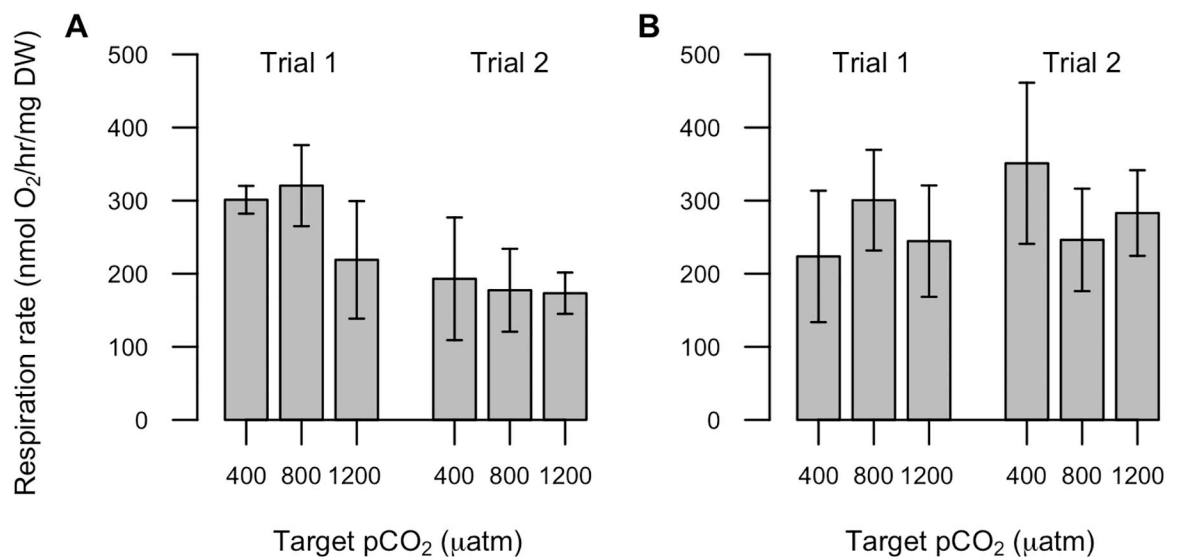 A
B
Respiration rate (nmol O₂/hr/mg DW)
Trial 1 Trial 2
500
400
300
200
100
0
400 800 1200 400 800 1200
Target pCO₂ (µatm)
Trial 1 Trial 2
500
400
300
200
100
0
400 800 1200 400 800 1200
Target pCO₂ (µatm)